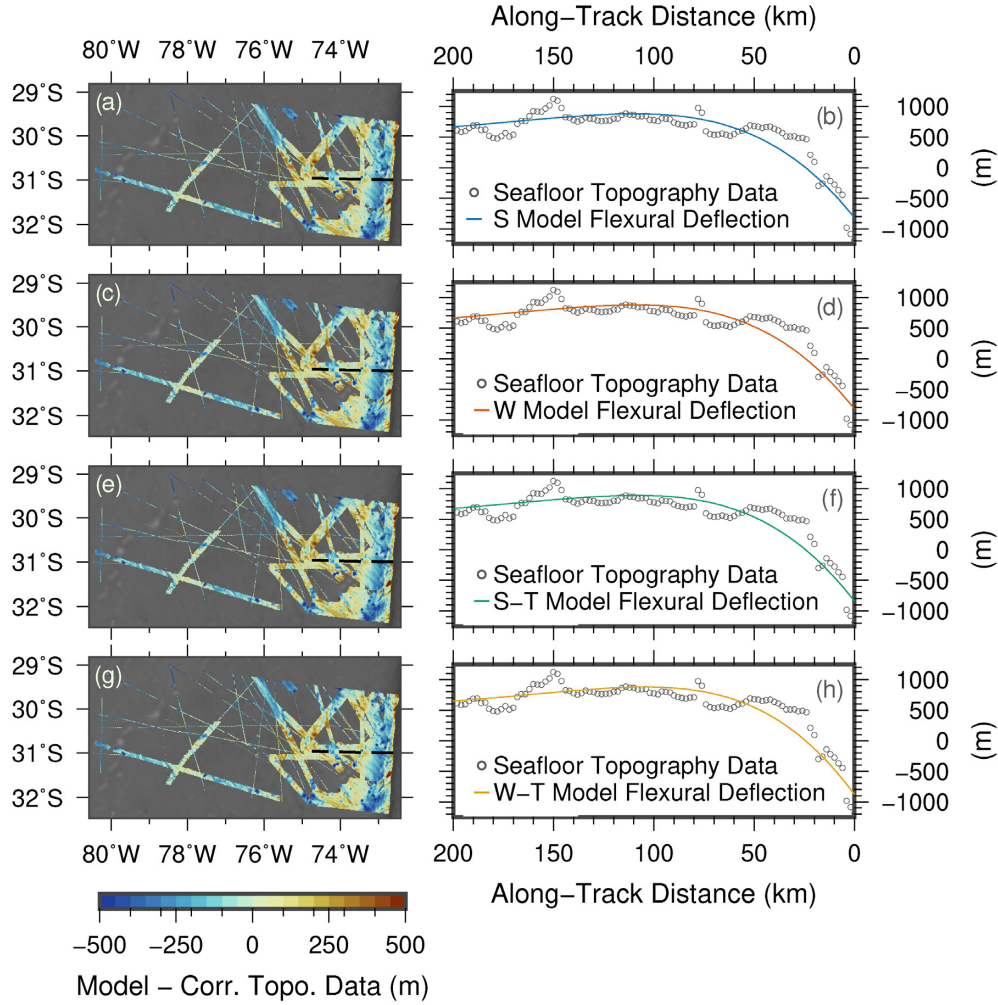 Along−Track Distance (km)
80˚W 78˚W 76˚W 74˚W
200 150 100 50 0
29˚S
30˚S
31˚S
32˚S
(a)
(b)
1000
500
0
−500
−1000
(m)
Seafloor Topography Data
S Model Flexural Deflection
29˚S
30˚S
31˚S
32˚S
(c)
(d)
1000
500
0
−500
−1000
(m)
Seafloor Topography Data
W Model Flexural Deflection
29˚S
30˚S
31˚S
32˚S
(e)
(f)
1000
500
0
−500
−1000
(m)
Seafloor Topography Data
S−T Model Flexural Deflection
29˚S
30˚S
31˚S
32˚S
(g)
(h)
1000
500
0
−500
−1000
(m)
Seafloor Topography Data
W−T Model Flexural Deflection
80˚W 78˚W 76˚W 74˚W
200 150 100 50 0
Along−Track Distance (km)
−500 −250 0 250 500
Model − Corr. Topo. Data (m)